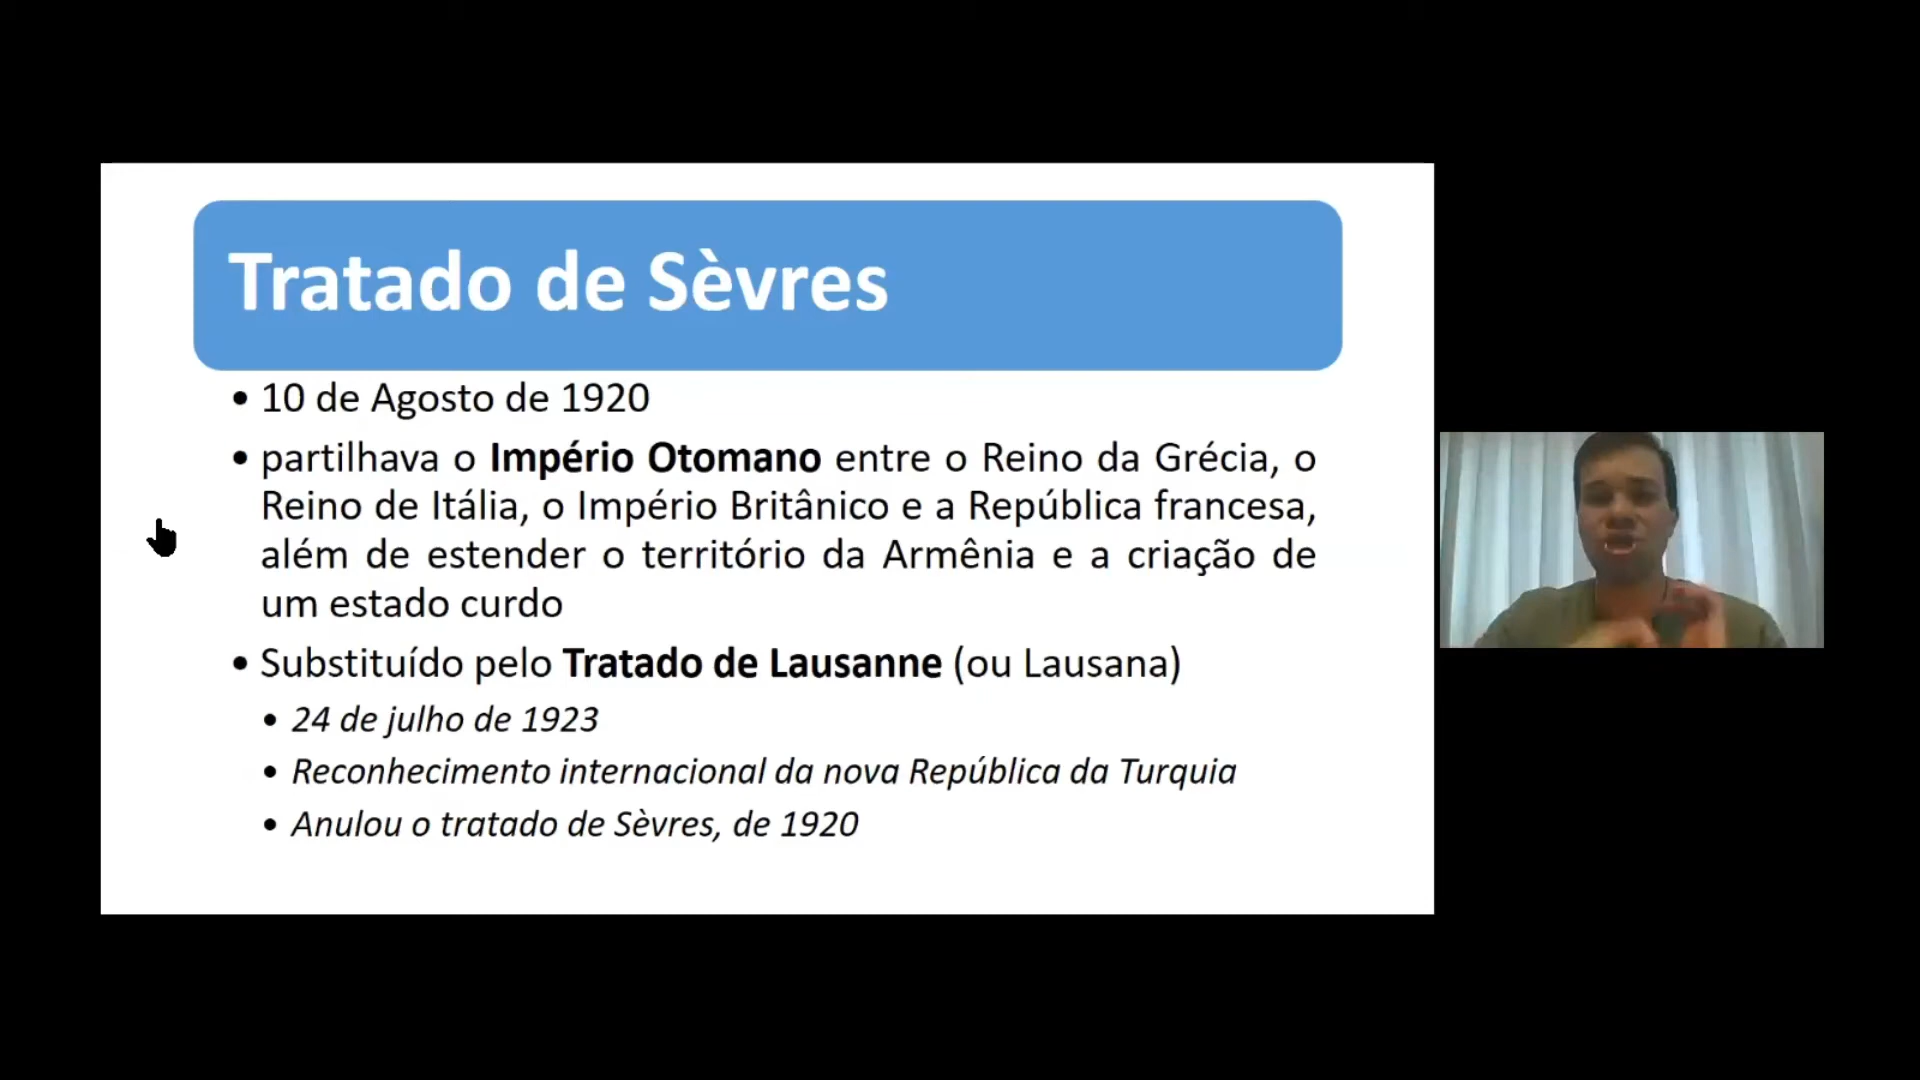 Tratado de Sèvres
• 10 de Agosto de 1920
• partilhava o Império Otomano entre o Reino da Grécia, o
Reino de Itália, o Império Britânico e a República francesa,
além de estender o território da Armênia e a criação de
um estado curdo
• Substituído pelo Tratado de Lausanne (ou Lausana)
• 24 de julho de 1923
• Reconhecimento internacional da nova República da Turquia
• Anulou o tratado de Sèvres, de 1920